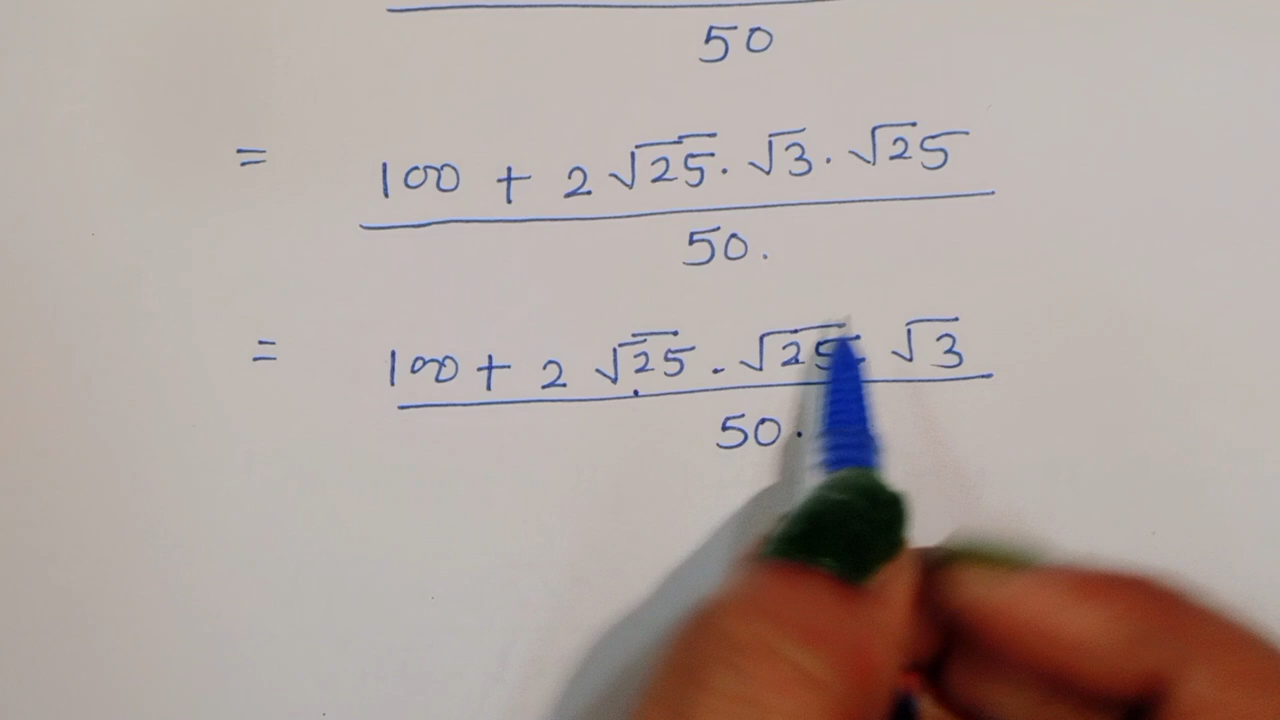 50
= 100 + 2 √25 . √3 . √25
50.
= 100 + 2 √25 . √25 . √3
50.